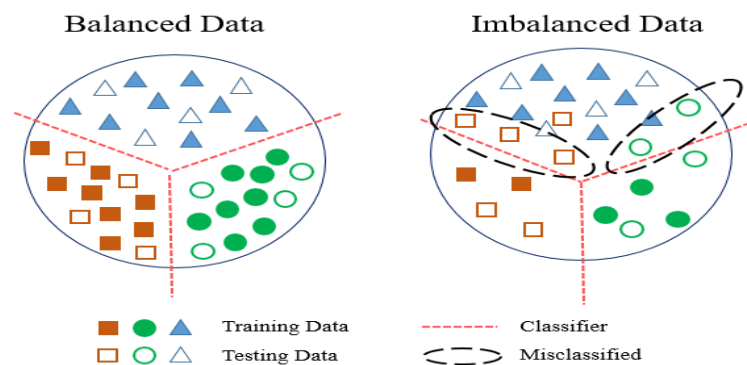 Balanced Data
Imbalanced Data
Training Data
Classifier
Testing Data
Misclassified